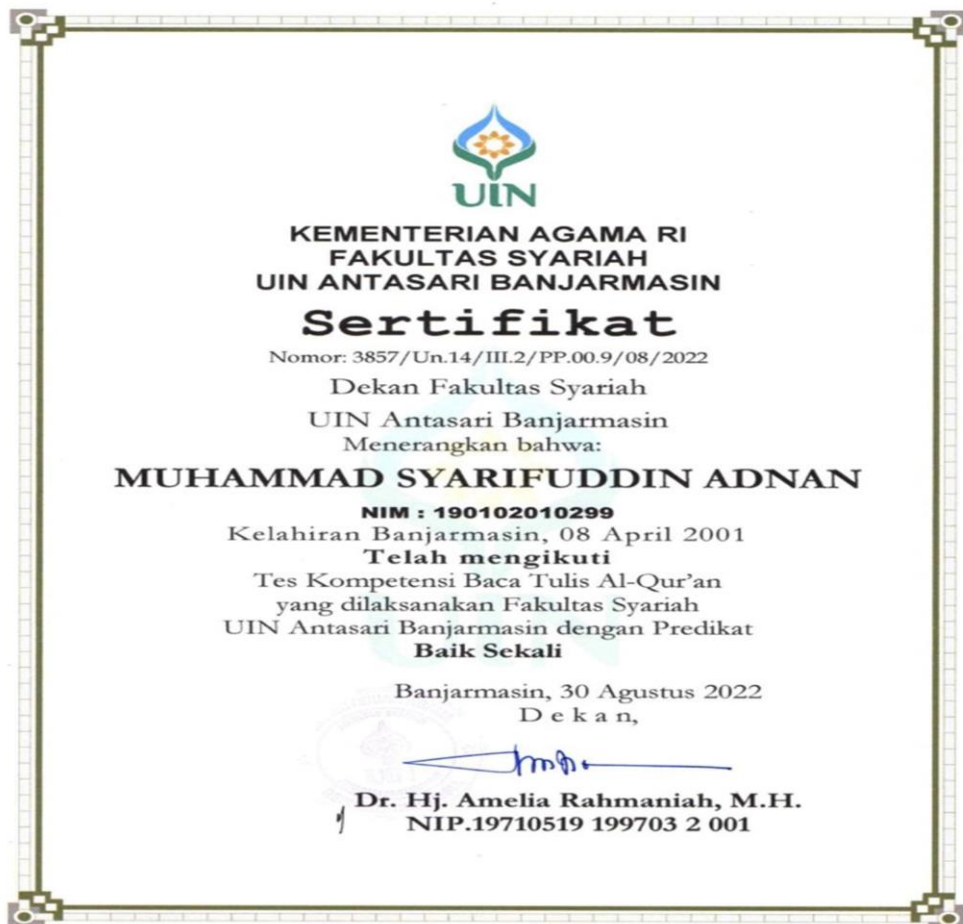 UIN
KEMENTERIAN AGAMA RI
FAKULTAS SYARIAH
UIN ANTASARI BANJARMASIN
Sertifikat
Nomor: 3857/Un.14/III.2/PP.00.9/08/2022
Dekan Fakultas Syariah
UIN Antasari Banjarmasin
Menerangkan bahwa:
MUHAMMAD SYARIFUDDIN ADNAN
NIM : 190102010299
Kelahiran Banjarmasin, 08 April 2001
Telah mengikuti
Tes Kompetensi Baca Tulis Al-Qur’an
yang dilaksanakan Fakultas Syariah
UIN Antasari Banjarmasin dengan Predikat
Baik Sekali
Banjarmasin, 30 Agustus 2022
D e k a n,
Dr. Hj. Amelia Rahmaniah, M.H.
NIP.19710519 199703 2 001